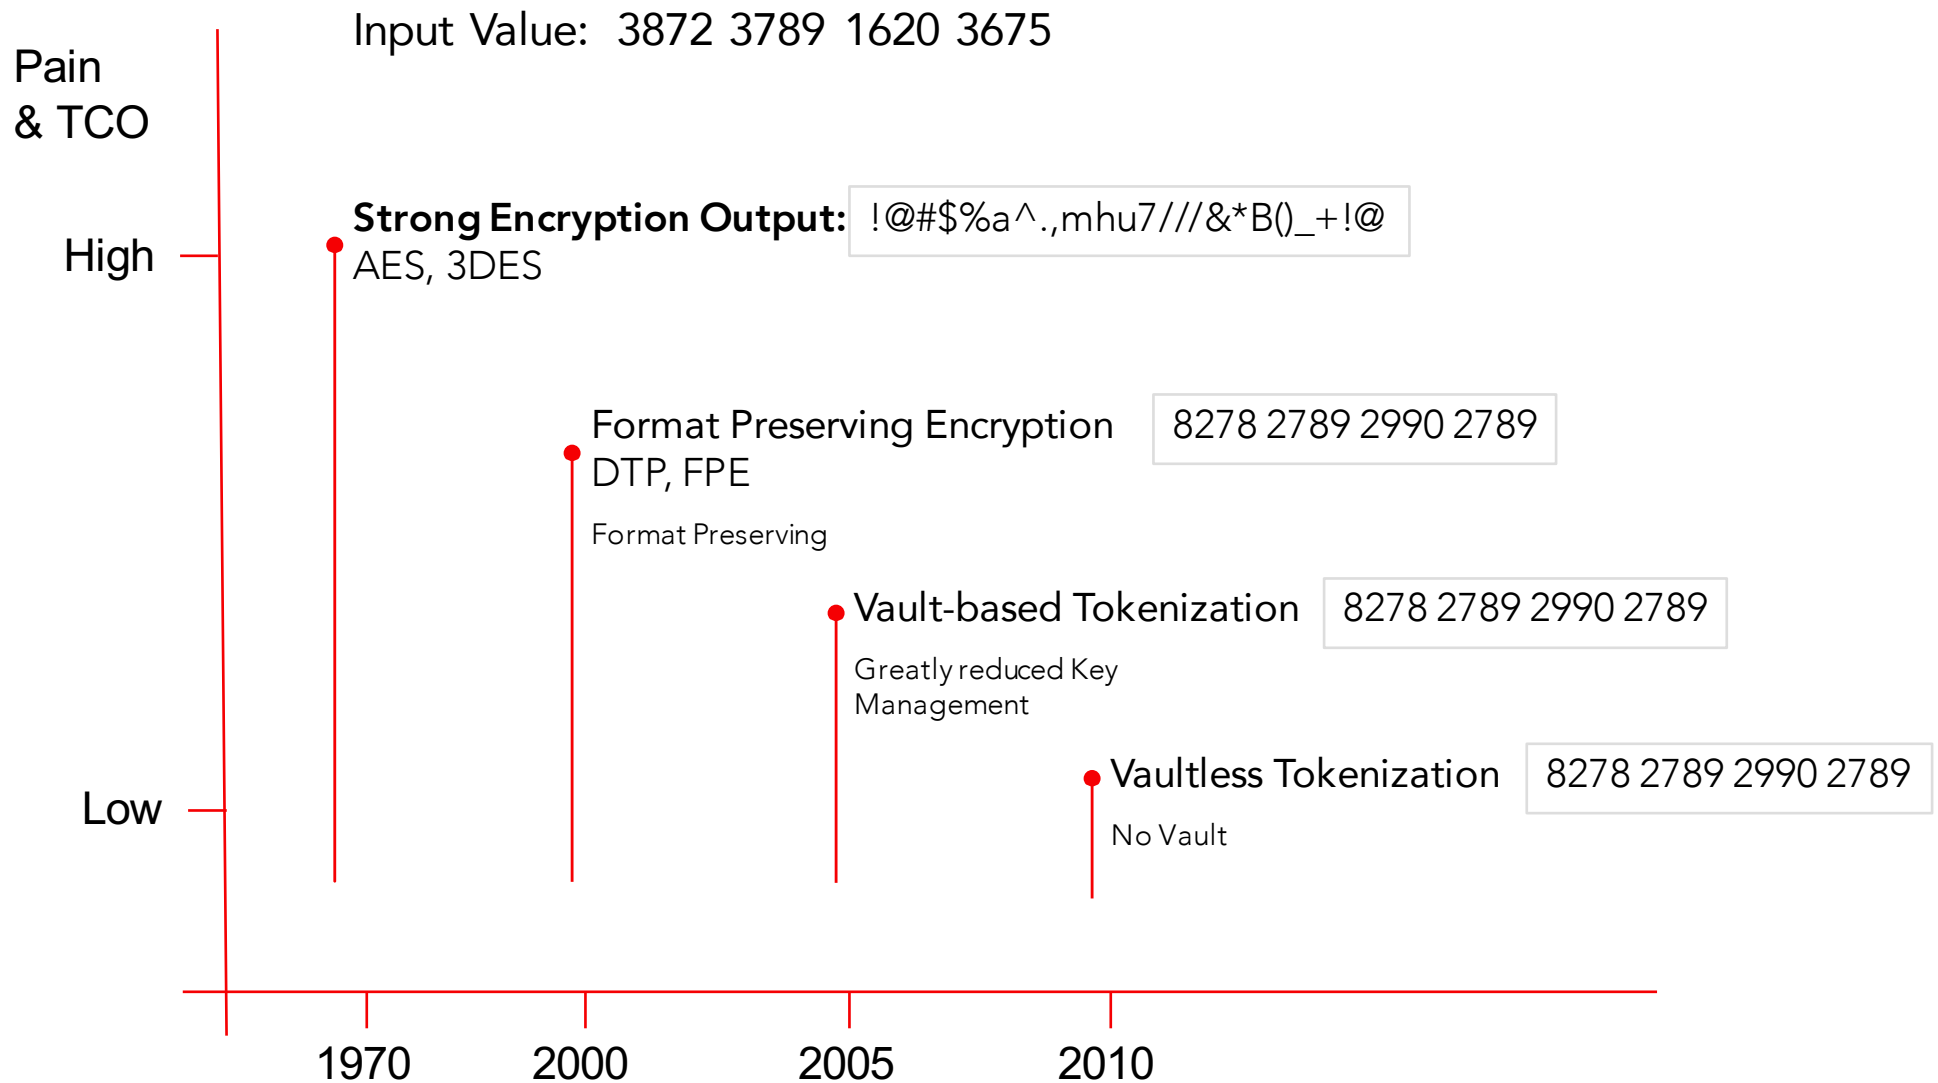 Input Value: 3872 3789 1620 3675
Pain
& TCO
Strong Encryption Output: !@#$%a^.,mhu7///&*B()_+!@
High
AES, 3DES
Format Preserving Encryption 8278 2789 2990 2789
DTP, FPE
Format Preserving
Vault-based Tokenization 8278 2789 2990 2789
Greatly reduced Key
Management
Vaultless Tokenization 8278 2789 2990 2789
Low
No Vault
1970 2000 2005 2010